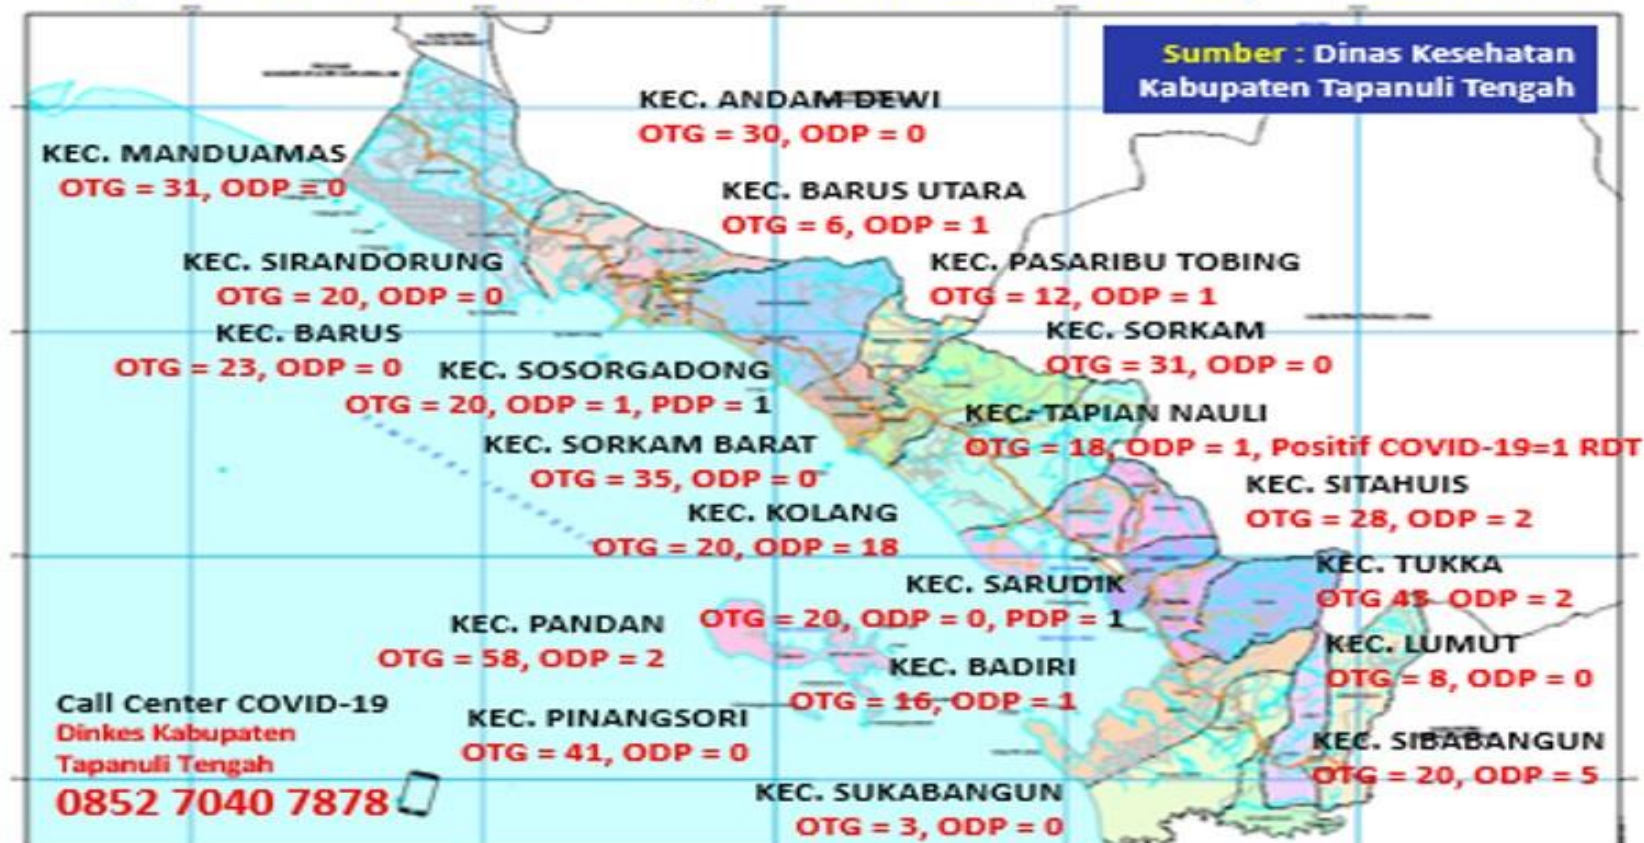 Sumber : Dinas Kesehatan
Kabupaten Tapanuli Tengah
KEC. ANDAM DEWI
OTG = 30, ODP = 0
KEC. MANDUAMAS
OTG = 31, ODP = 0
KEC. BARUS UTARA
OTG = 6, ODP = 1
KEC. SIRANDORUNG
OTG = 20, ODP = 0
KEC. PASARIBU TOBING
OTG = 12, ODP = 1
KEC. BARUS
OTG = 23, ODP = 0
KEC. SORKAM
OTG = 31, ODP = 0
KEC. SOSORGADONG
OTG = 20, ODP = 1, PDP = 1
KEC. TAPIAN NAULI
OTG = 18, ODP = 1, Positif COVID-19=1 RDT
KEC. SORKAM BARAT
OTG = 35, ODP = 0
KEC. SITAHUIS
OTG = 28, ODP = 2
KEC. KOLANG
OTG = 20, ODP = 18
KEC. TUKKA
OTG ODP = 2
KEC. SARUDIK
OTG = 20, ODP = 0, PDP = 1
KEC. PANDAN
OTG = 58, ODP = 2
KEC. LUMUT
OTG = 8, ODP = 0
KEC. BADIRI
OTG = 16, ODP = 1
KEC. PINANGSORI
OTG = 41, ODP = 0
KEC. SIBABANGUN
OTG = 20, ODP = 5
KEC. SUKABANGUN
OTG = 3, ODP = 0
Call Center COVID-19
Dinkes Kabupaten
Tapanuli Tengah
0852 7040 7878